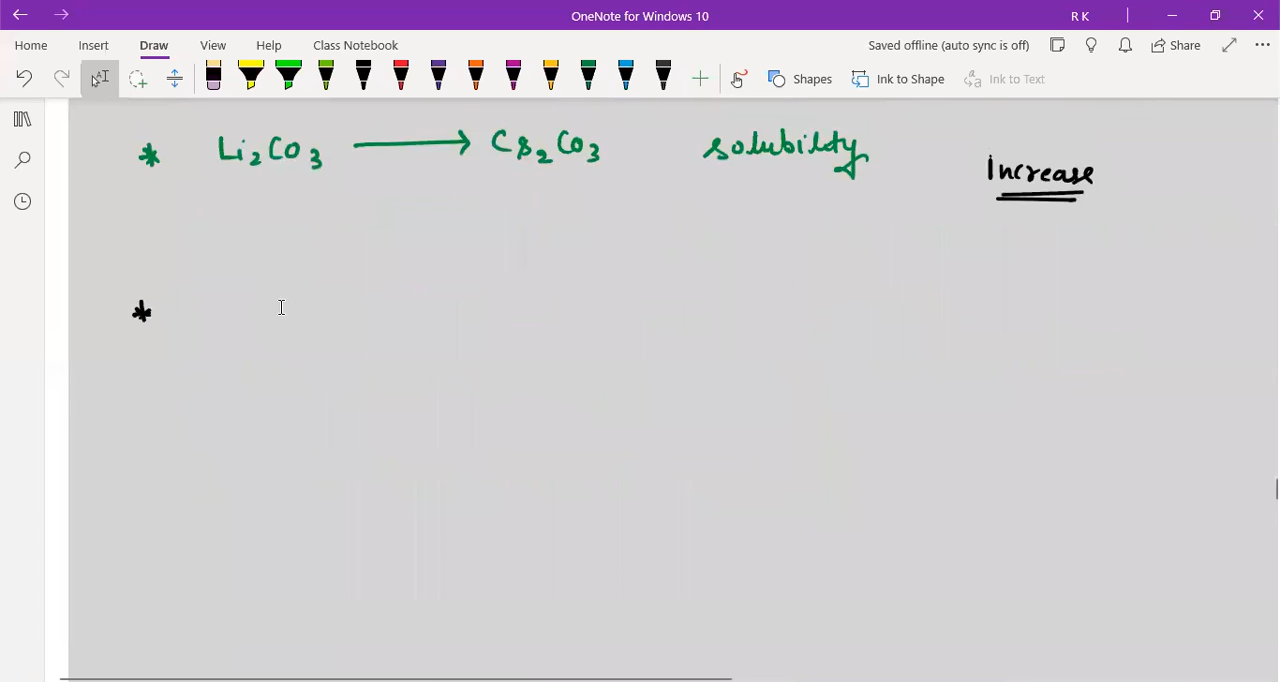 OneNote for Windows 10
R K
Home Insert Draw View Help Class Notebook
Saved offline (auto sync is off) Share
Shapes Ink to Shape Ink to Text
* Li₂CO₃ → Cs₂CO₃ solubility Increase
*